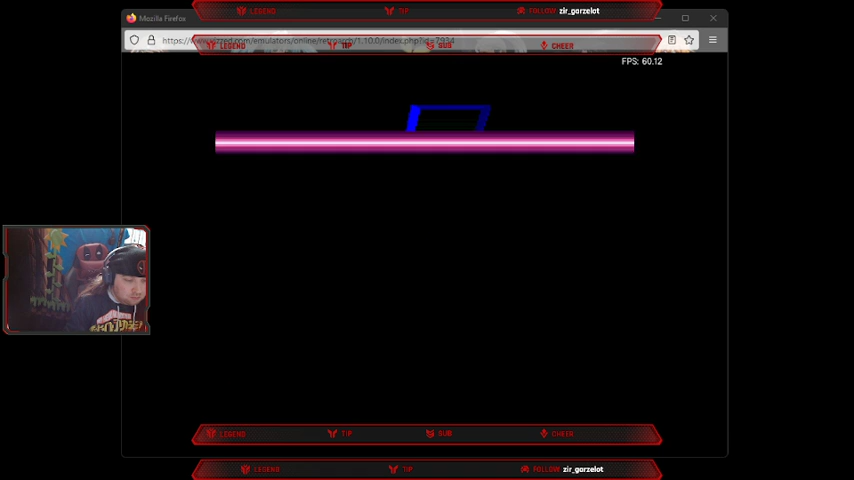 LEGEND TIP FOLLOW zir_gorzelot
Mozilla Firefox
LEGEND TIP SUB CHEER
FPS: 60.12
LEGEND TIP SUB CHEER
LEGEND TIP FOLLOW zir_gorzelot